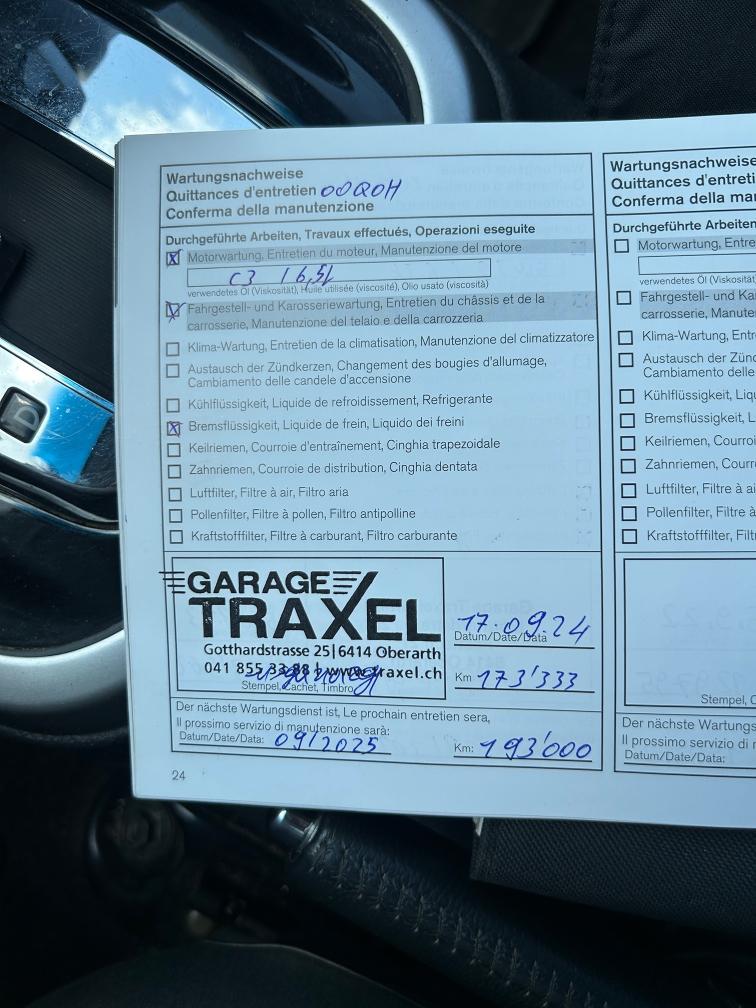 Wartungsnachweise
Quittances d'entretien 00Q0H
Conferma della manutenzione
Durchgeführte Arbeiten, Travaux effectués, Operazioni eseguite
Motorwartung, Entretien du moteur, Manutenzione del motore
C3 16,5l
verwendetes Öl (Viskosität), Huile utilisée (viscosité), Olio usato (viscosità)
Fahrgestell- und Karosseriewartung, Entretien du châssis et de la
carrosserie, Manutenzione del telaio e della carrozzeria
Klima-Wartung, Entretien de la climatisation, Manutenzione del climatizzatore
Austausch der Zündkerzen, Changement des bougies d'allumage,
Cambiamento delle candele d'accensione
Kühlflüssigkeit, Liquide de refroidissement, Refrigerante
Bremsflüssigkeit, Liquide de frein, Liquido dei freini
Keilriemen, Courroie d'entraînement, Cinghia trapezoidale
Zahnriemen, Courroie de distribution, Cinghia dentata
Luftfilter, Filtre à air, Filtro aria
Pollenfilter, Filtre à pollen, Filtro antipolline
Kraftstofffilter, Filtre à carburant, Filtro carburante
GARAGE
TRAXEL
Gotthardstrasse 25|6414 Oberarth
041 855 33 88 | www.traxel.ch
Stempel, Cachet, Timbro
17.09.24
Datum/Date/Data
Km 173'333
Der nächste Wartungsdienst ist, Le prochain entretien sera,
Il prossimo servizio di manutenzione sarà:
Datum/Date/Data: 09/2025
Km: 193'000
24
Wartungsnachweise
Quittances d'entreti
Conferma della ma
Durchgeführte Arbeiten,
Motorwartung, Entre
verwendetes Öl (Viskosit
Fahrgestell- und Ka
carrosserie, Manute
Klima-Wartung, Entr
Austausch der Zünd
Cambiamento delle
Kühlflüssigkeit, Liqu
Bremsflüssigkeit, L
Keilriemen, Courroi
Zahnriemen, Courro
Luftfilter, Filtre à ai
Pollenfilter, Filtre à
Kraftstofffilter, Filt
Stempel, C
Der nächste Wartungs
Il prossimo servizio di
Datum/Date/Data:
D